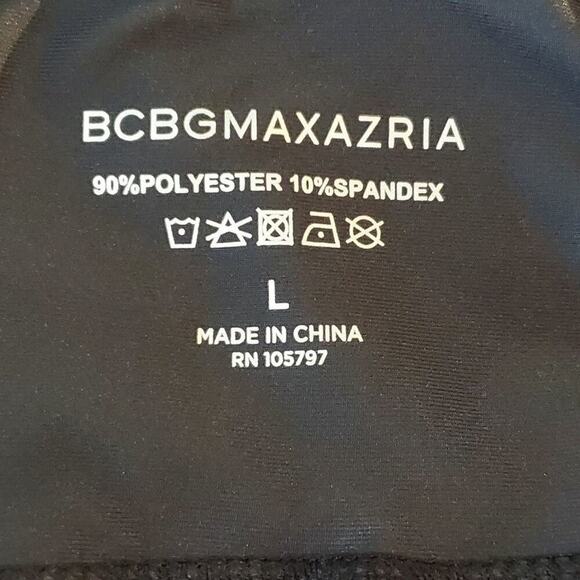 BCBGMAXAZRIA
90%POLYESTER 10%SPANDEX
L
MADE IN CHINA
RN 105797